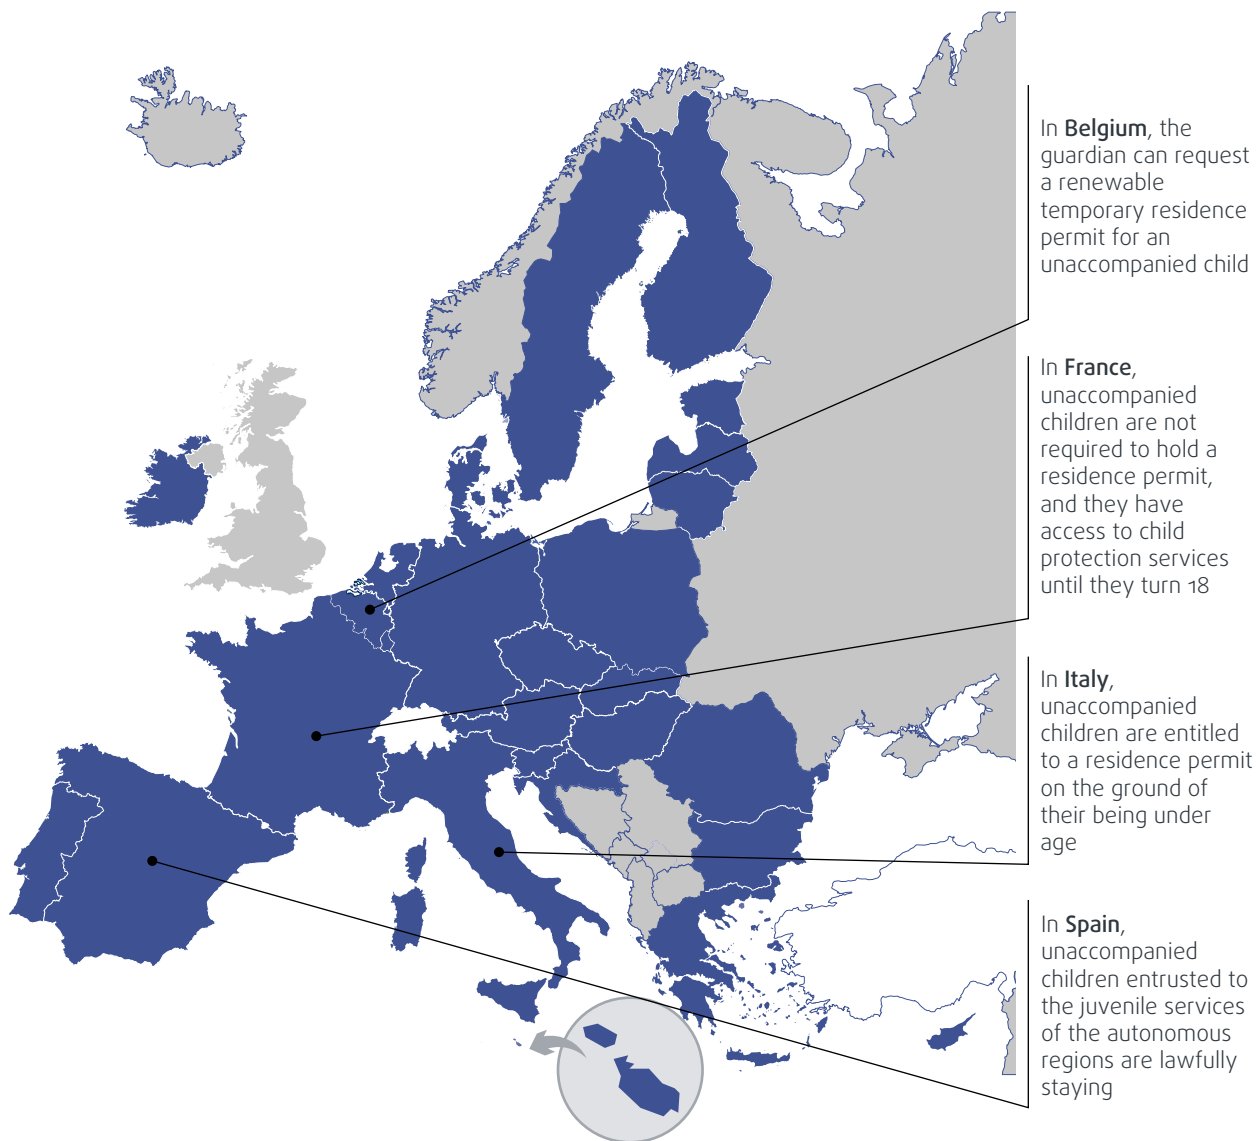 In Belgium, the
guardian can request
a renewable
temporary residence
permit for an
unaccompanied child
In France,
unaccompanied
children are not
required to hold a
residence permit,
and they have
access to child
protection services
until they turn 18
In Italy,
unaccompanied
children are entitled
to a residence permit
on the ground of
their being under
age
In Spain,
unaccompanied
children entrusted to
the juvenile services
of the autonomous
regions are lawfully
staying